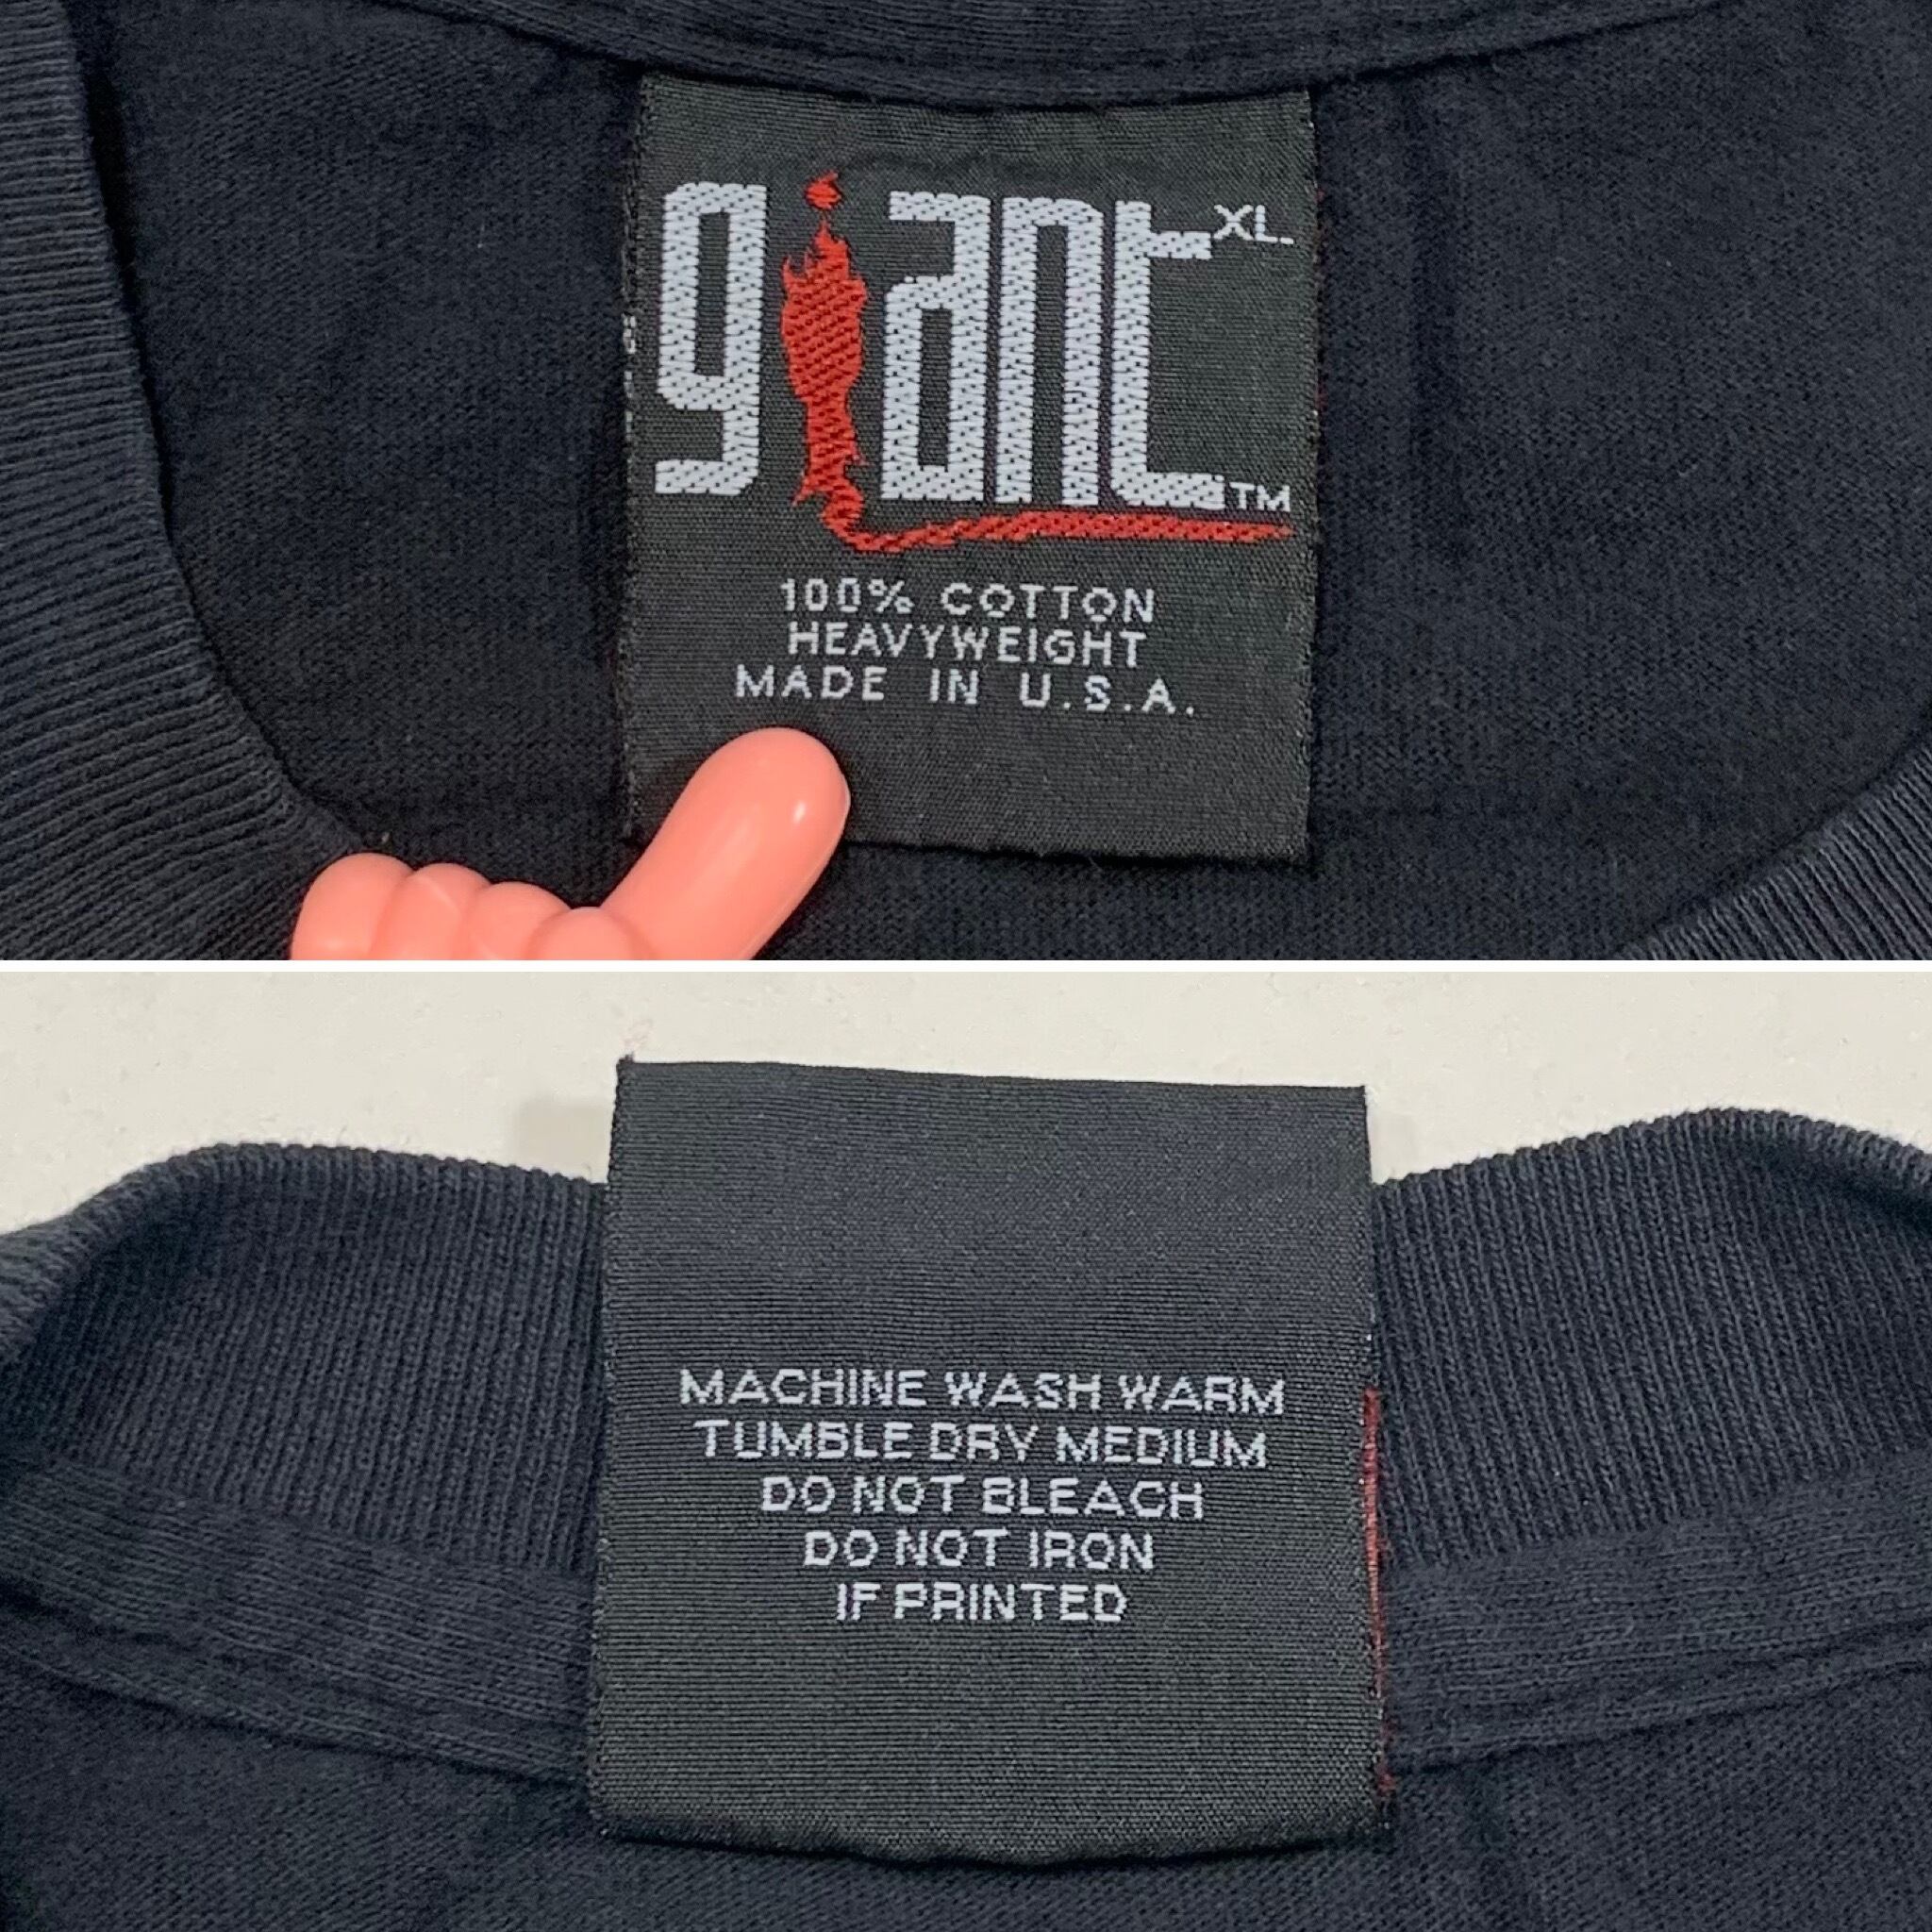 giant XL
TM
100% COTTON
HEAVYWEIGHT
MADE IN U.S.A.
MACHINE WASH WARM
TUMBLE DRY MEDIUM
DO NOT BLEACH
DO NOT IRON
IF PRINTED